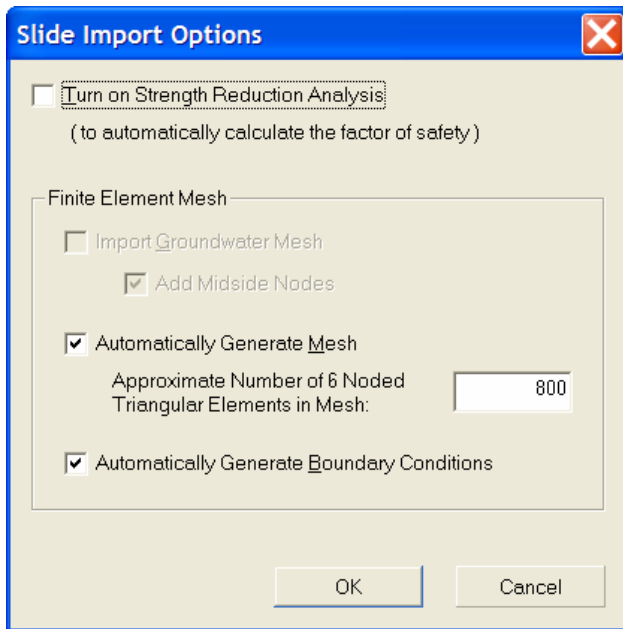 Slide Import Options
Turn on Strength Reduction Analysis
( to automatically calculate the factor of safety )
Finite Element Mesh
Import Groundwater Mesh
Add Midside Nodes
Automatically Generate Mesh
Approximate Number of 6 Noded
Triangular Elements in Mesh:
800
Automatically Generate Boundary Conditions
OK
Cancel